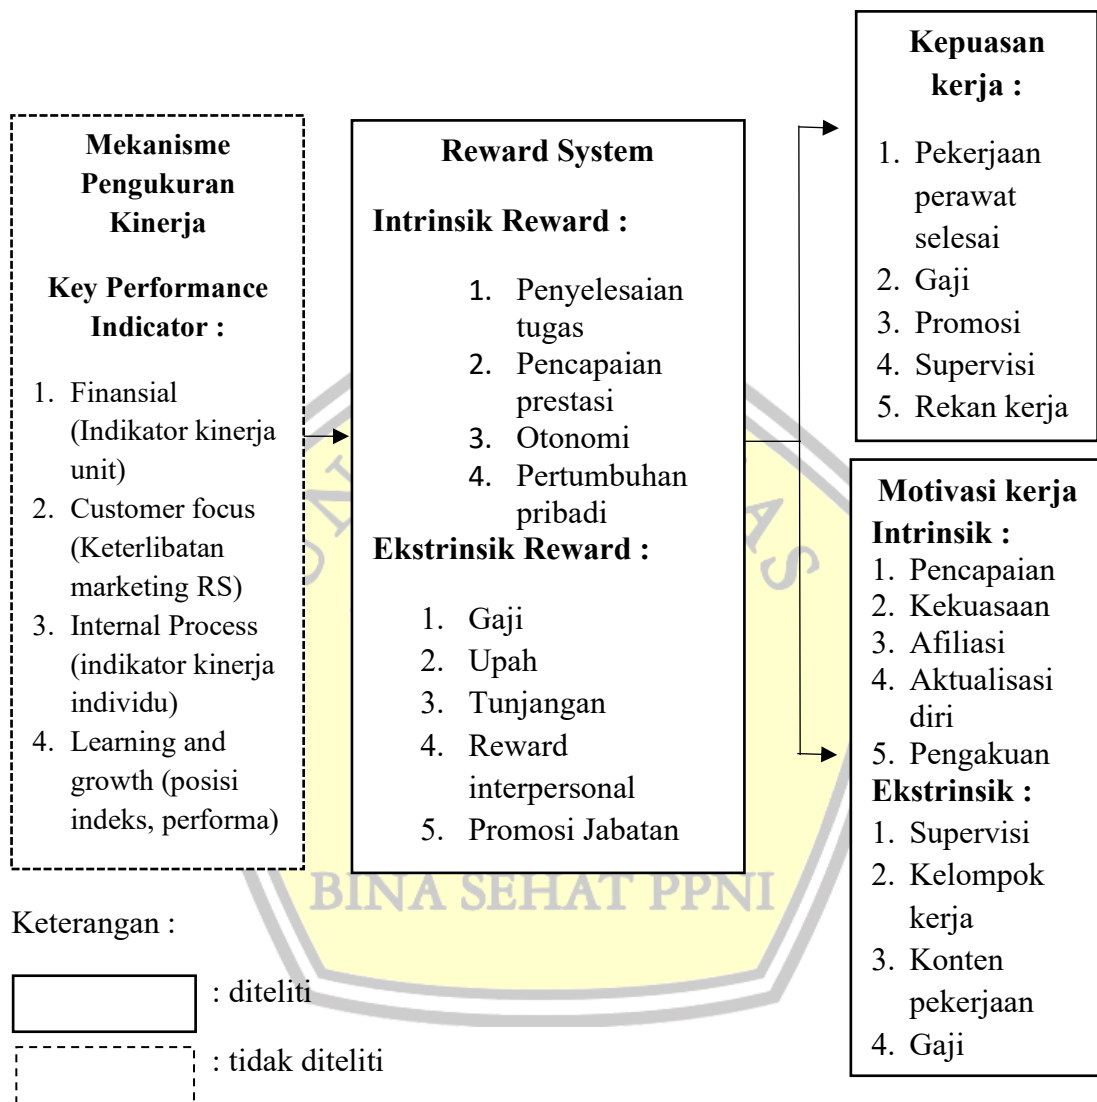 Mekanisme
Pengukuran
Kinerja
Key Performance
Indicator :
1. Finansial
(Indikator kinerja
unit)
2. Customer focus
(Keterlibatan
marketing RS)
3. Internal Process
(indikator kinerja
individu)
4. Learning and
growth (posisi
indeks, performa)
Reward System
Intrinsik Reward :
1. Penyelesaian
tugas
2. Pencapaian
prestasi
3. Otonomi
4. Pertumbuhan
pribadi
Ekstrinsik Reward :
1. Gaji
2. Upah
3. Tunjangan
4. Reward
interpersonal
5. Promosi Jabatan
Kepuasan
kerja :
1. Pekerjaan
perawat
selesai
2. Gaji
3. Promosi
4. Supervisi
5. Rekan kerja
Motivasi kerja
Intrinsik :
1. Pencapaian
2. Kekuasaan
3. Afiliasi
4. Aktualisasi
diri
5. Pengakuan
Ekstrinsik :
1. Supervisi
2. Kelompok
kerja
3. Konten
pekerjaan
4. Gaji
BINA SEHAT PPNI
Keterangan :
: diteliti
: tidak diteliti